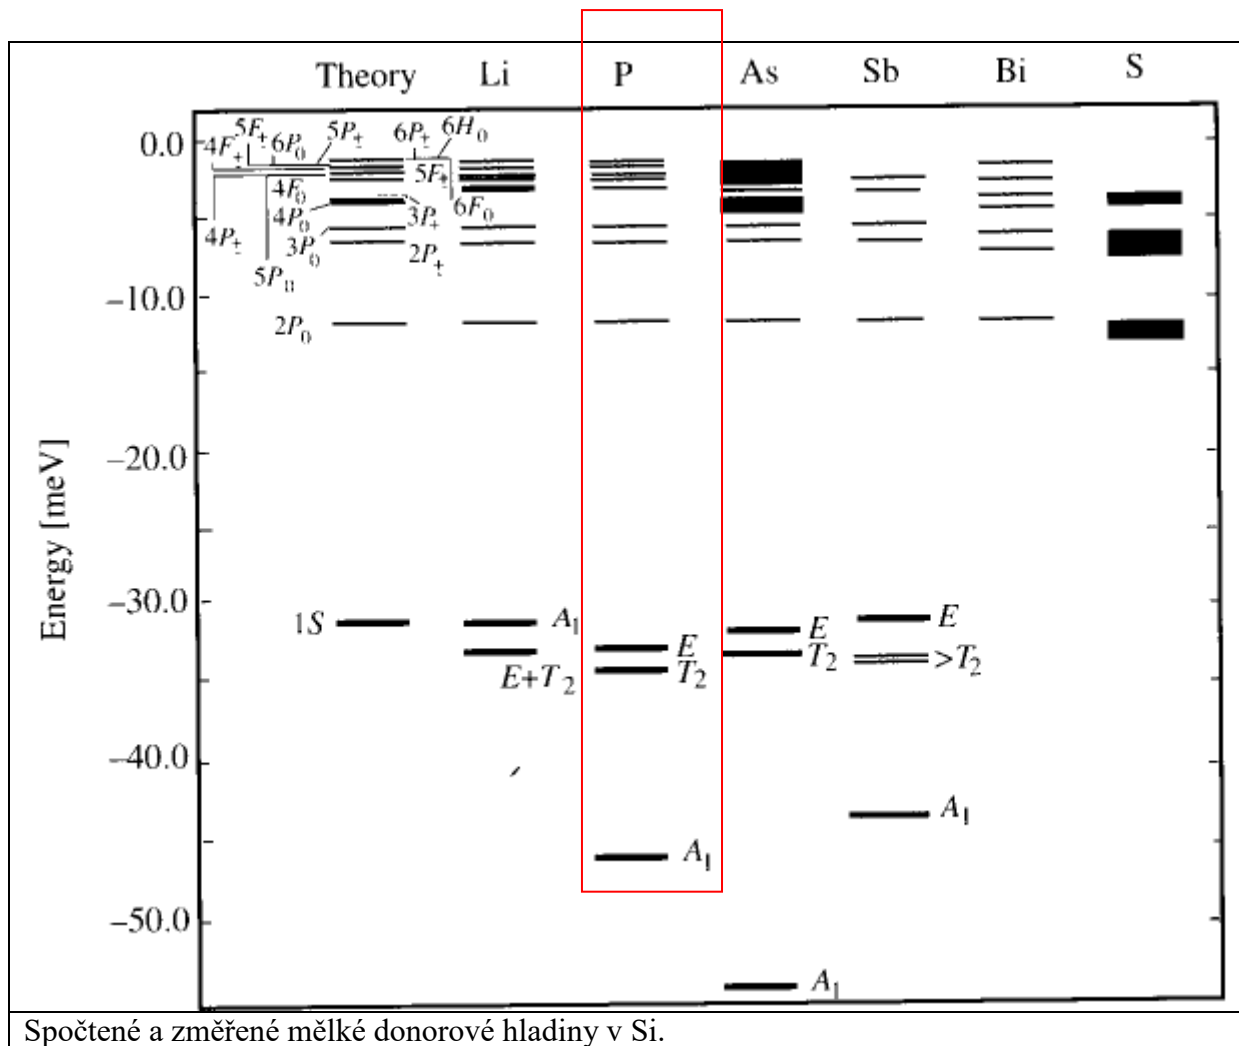 Theory Li P As Sb Bi S
0.0
5F± 6P0 5P± 6P± 6H0
4F±
4F0 5F±
4P0 3P± 6F0
4P± 3P0 2P±
5P0
−10.0
2P0
−20.0
Energy [meV]
−30.0
1S A1 E E E
E+T2 T2 T2 >T2
−40.0
A1
A1
−50.0
A1
Spočtené a změřené mělké donorové hladiny v Si.